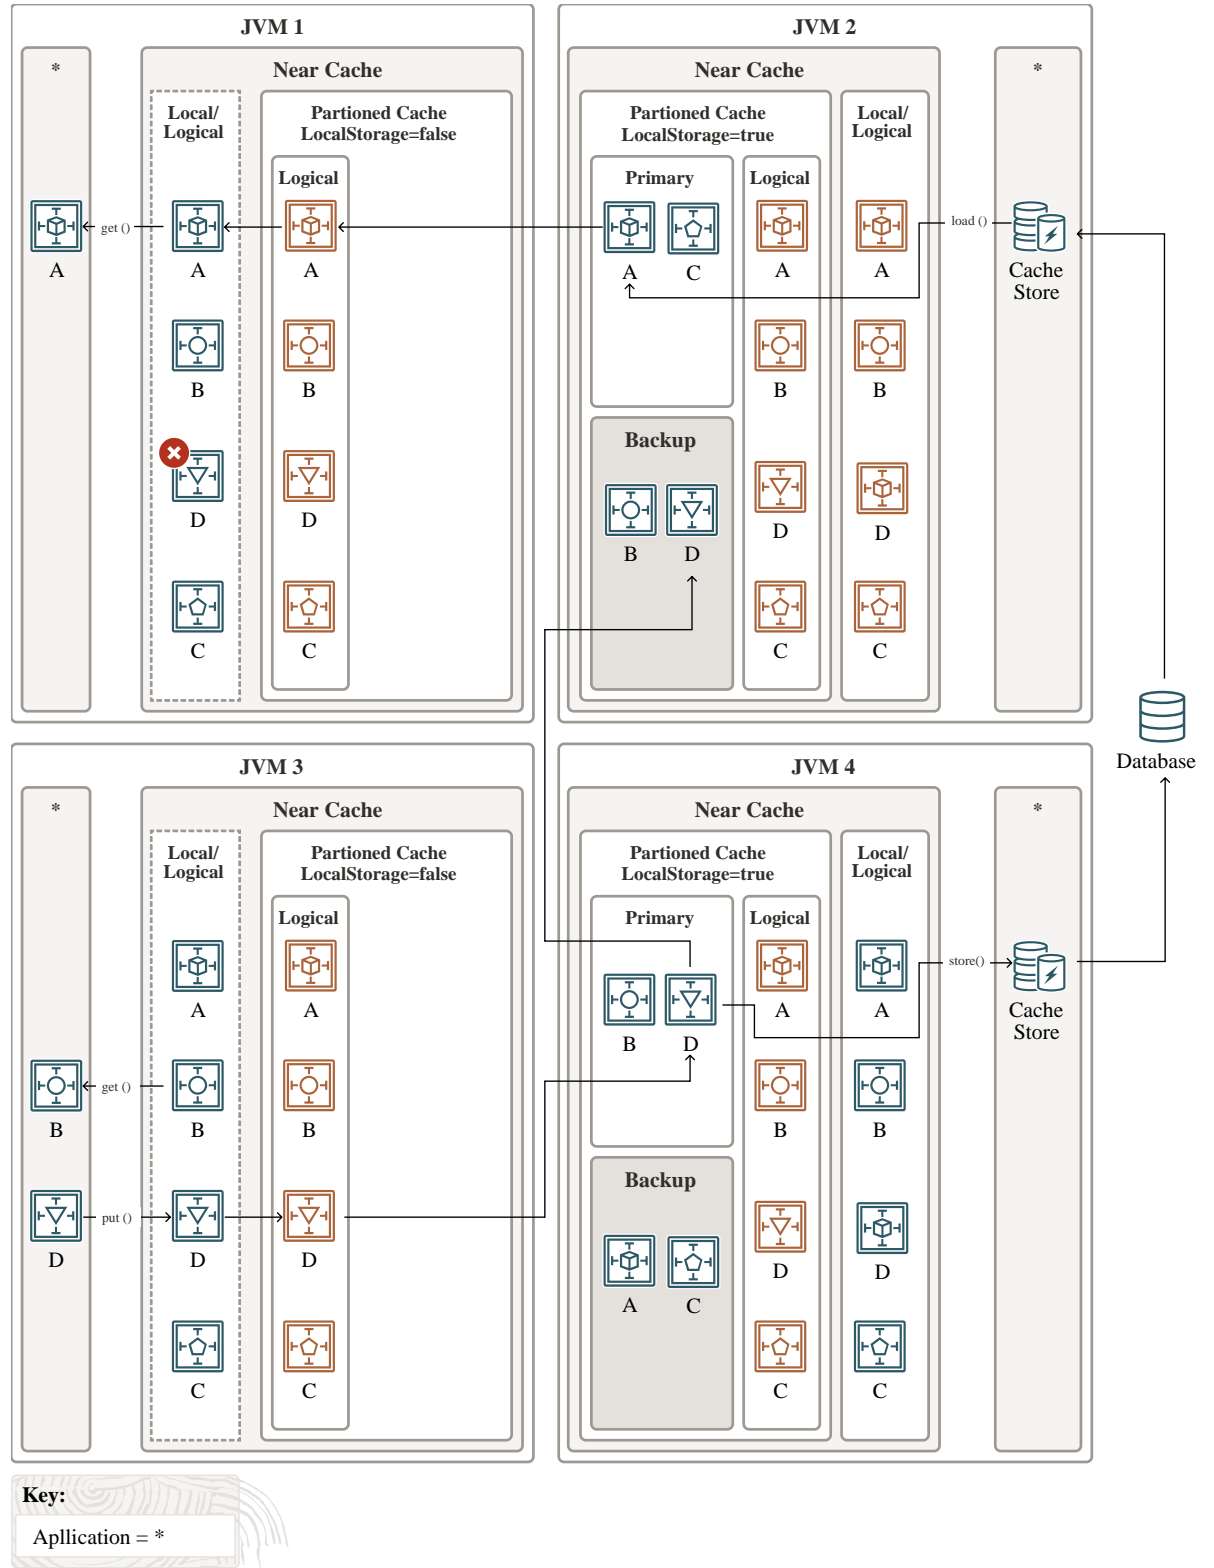 JVM 1
*
Near Cache
Local/
Logical
Partioned Cache
LocalStorage=false
Logical
get ()
A
A
A
B
B
D
D
C
C
JVM 2
Near Cache
*
Partioned Cache
LocalStorage=true
Local/
Logical
Primary
Logical
load ()
A
C
A
A
Cache
Store
B
B
Backup
B
D
D
D
C
C
Database
JVM 3
*
Near Cache
Local/
Logical
Partioned Cache
LocalStorage=false
Logical
A
A
get ()
B
B
B
put ()
D
D
D
C
C
JVM 4
Near Cache
*
Partioned Cache
LocalStorage=true
Local/
Logical
Primary
Logical
store()
A
A
Cache
Store
B
D
B
B
Backup
D
D
A
C
C
C
Key:
Apllication = *